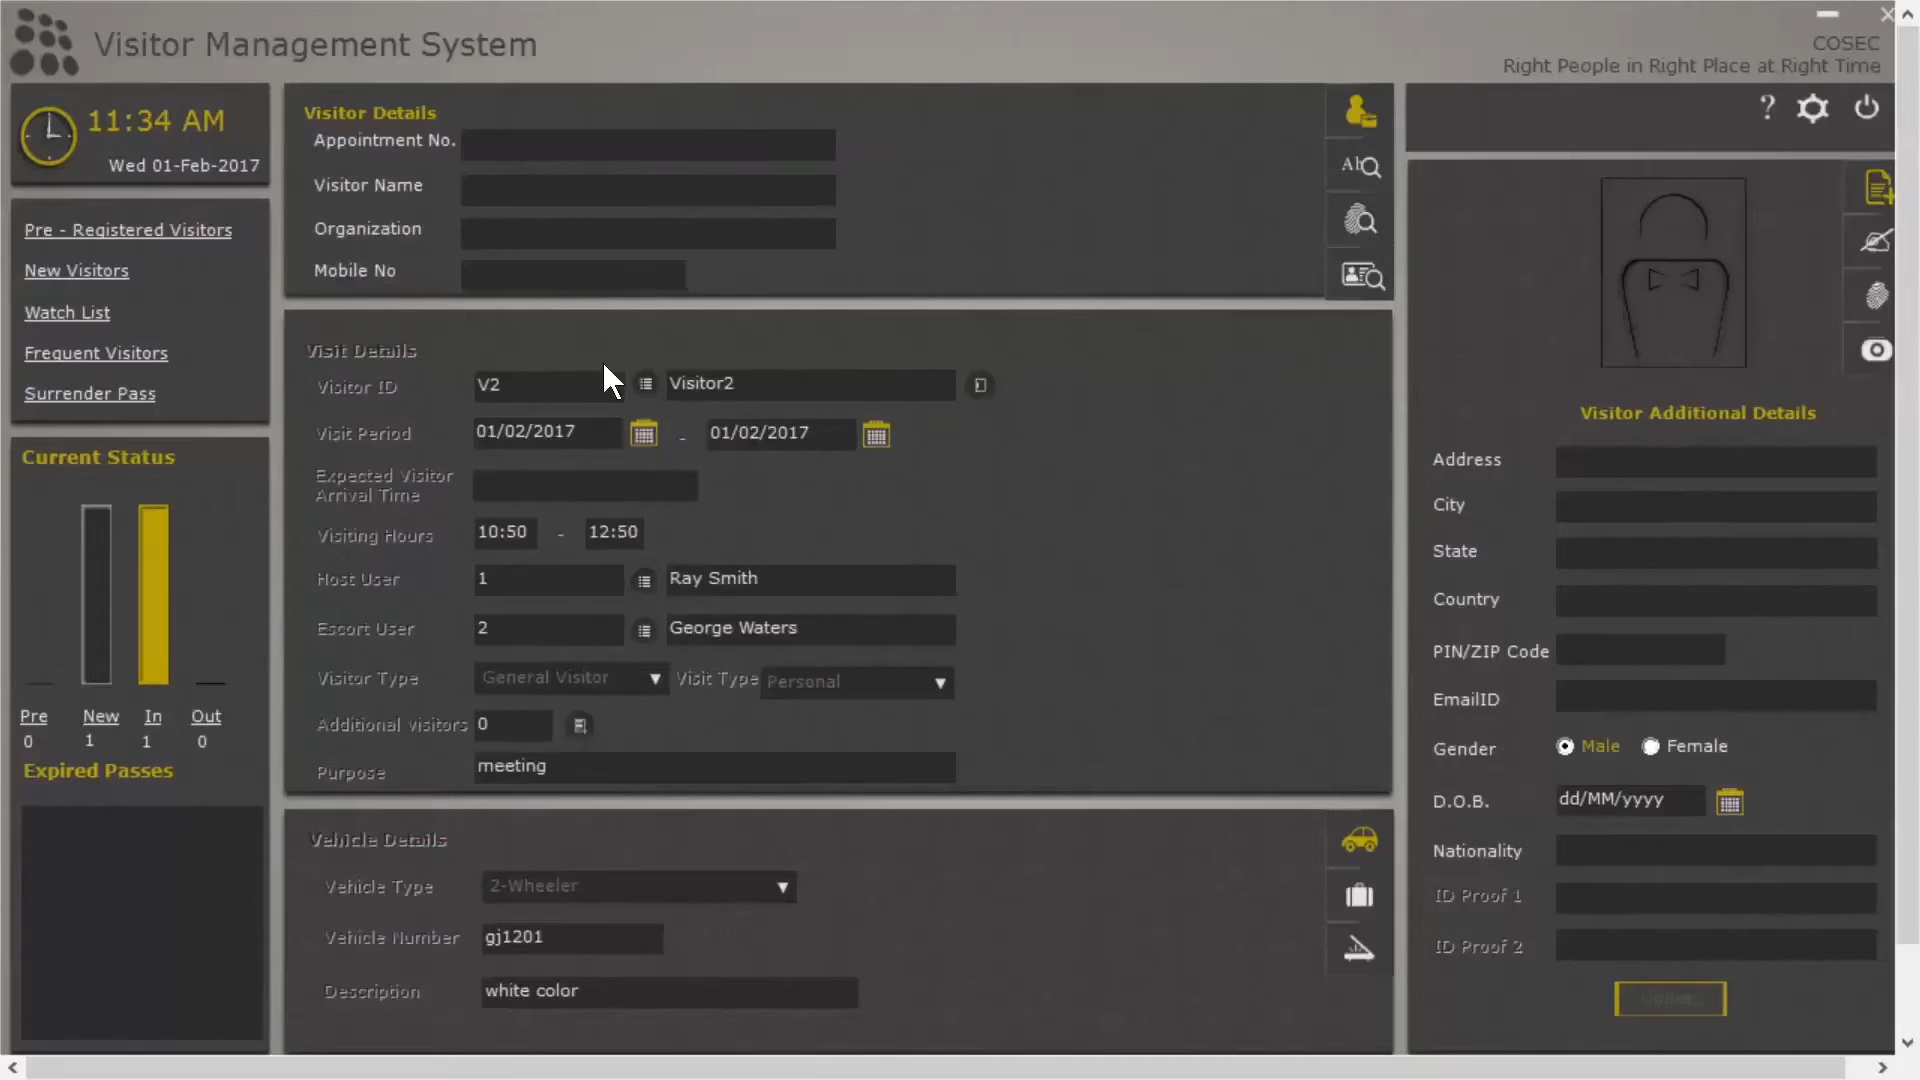 Visitor Management System
COSEC
Right People in Right Place at Right Time
11:34 AM
Wed 01-Feb-2017
Pre - Registered Visitors
New Visitors
Watch List
Frequent Visitors
Surrender Pass
Current Status
Pre New In Out
0 1 1 0
Expired Passes
Visitor Details
Appointment No.
Visitor Name
Organization
Mobile No
Ab
Visit Details
Visitor ID V2 Visitor2
Visit Period 01/02/2017 - 01/02/2017
Expected Visitor
Arrival Time
Visiting Hours 10:50 - 12:50
Host User 1 Ray Smith
Escort User 2 George Waters
Visitor Type General Visitor Visit Type Personal
Additional visitors 0
Purpose meeting
Vehicle Details
Vehicle Type 2-Wheeler
Vehicle Number gj1201
Description white color
?
Visitor Additional Details
Address
City
State
Country
PIN/ZIP Code
EmailID
Gender Male Female
D.O.B. dd/MM/yyyy
Nationality
ID Proof 1
ID Proof 2